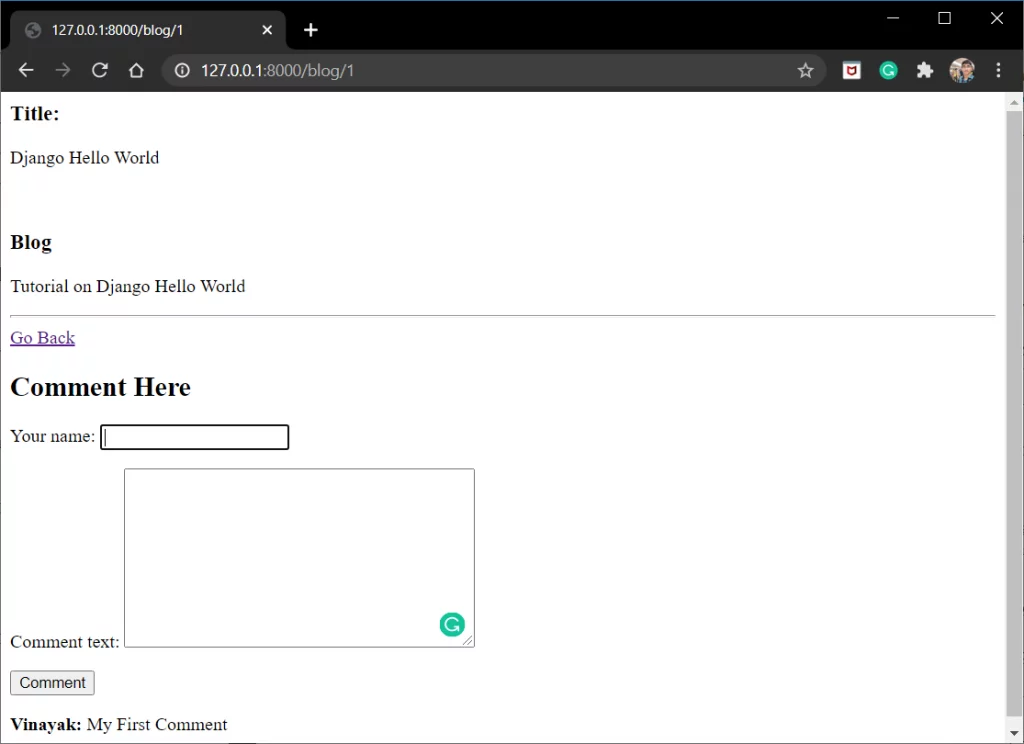 127.0.0.1:8000/blog/1
127.0.0.1:8000/blog/1
Title:
Django Hello World
Blog
Tutorial on Django Hello World
Go Back
Comment Here
Your name:
Comment text:
Comment
Vinayak: My First Comment